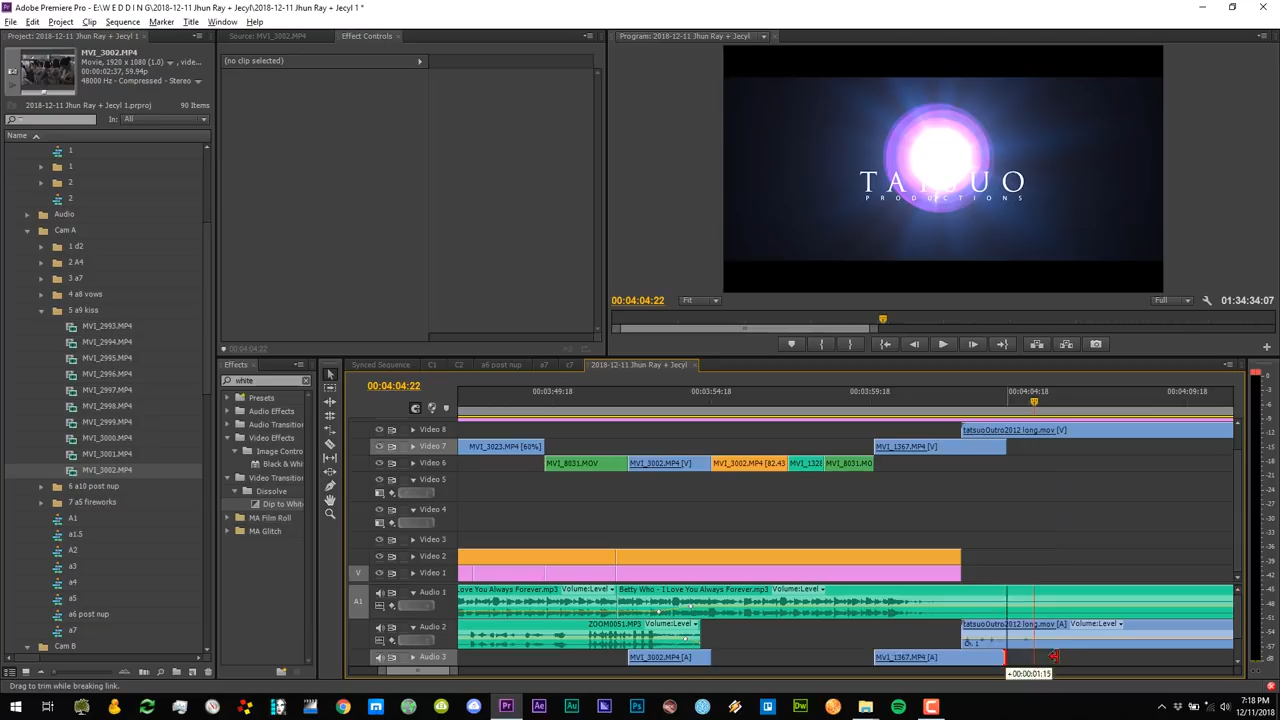 Adobe Premiere Pro - E:\W E D D I N G\2018-12-11 Jhun Ray + Jecyl\2018-12-11 Jhun Ray + Jecyl 1 *
File Edit Project Clip Sequence Marker Title Window Help
Project: 2018-12-11 Jhun Ray + Jecyl 1
Source: MVI_3002.MP4
Effect Controls
Program: 2018-12-11 Jhun Ray + Jecyl
MVI_3002.MP4
Movie, 1920 x 1080 (1.0) , vide...
00:00:02:37, 59.94p
48000 Hz - Compressed - Stereo
(no clip selected)
2018-12-11 Jhun Ray + Jecyl 1.prproj
90 Items
In: All
Name
1
1
2
2
Audio
Cam A
1 d2
2 A4
3 a7
4 a8 vows
5 a9 kiss
MVI_2993.MP4
MVI_2994.MP4
MVI_2995.MP4
MVI_2996.MP4
MVI_2997.MP4
MVI_2998.MP4
MVI_2999.MP4
MVI_3000.MP4
MVI_3001.MP4
MVI_3002.MP4
6 a10 post nup
7 a5 fireworks
A1
a1.5
A2
a3
a4
a5
a6 post nup
a7
Cam B
PRODUCTIONS
00:04:04:22
Fit
Full
01:34:34:07
00:04:04:22
Effects
white
Presets
Audio Effects
Audio Transition
Video Effects
Image Contro
Black & Whi
Video Transition
Dissolve
Dip to White
MA Film Roll
MA Glitch
Synced Sequence C1 C2 a6 post nup a7 c7 2018-12-11 Jhun Ray + Jecyl
00:04:04:22
00:03:49:18 00:03:54:18 00:03:59:18 00:04:04:18 00:04:09:18
Video 8
tatsuoOutro2012 long.mov [V]
Video 7
MVI_3023.MP4 [60%]
MVI_1367.MP4 [V]
Video 6
MVI_8031.MOV
MVI_3002.MP4 [V]
MVI_3002.MP4 [82.43
MVI_1328
MVI_8031.MO
Video 5
Video 4
Video 3
Video 2
V
Video 1
A1
Audio 1
Love You Always Forever.mp3 Volume:Level
Betty Who - I Love You Always Forever.mp3 Volume:Level
Audio 2
ZOOM0051.MP3 Volume:Level
tatsuoOutro2012 long.mov [A] Volume:Level
Ch. 1
Audio 3
MVI_3002.MP4 [A]
MVI_1367.MP4 [A]
+00:00:01:15
Drag to trim while breaking link.
7:18 PM
12/11/2018